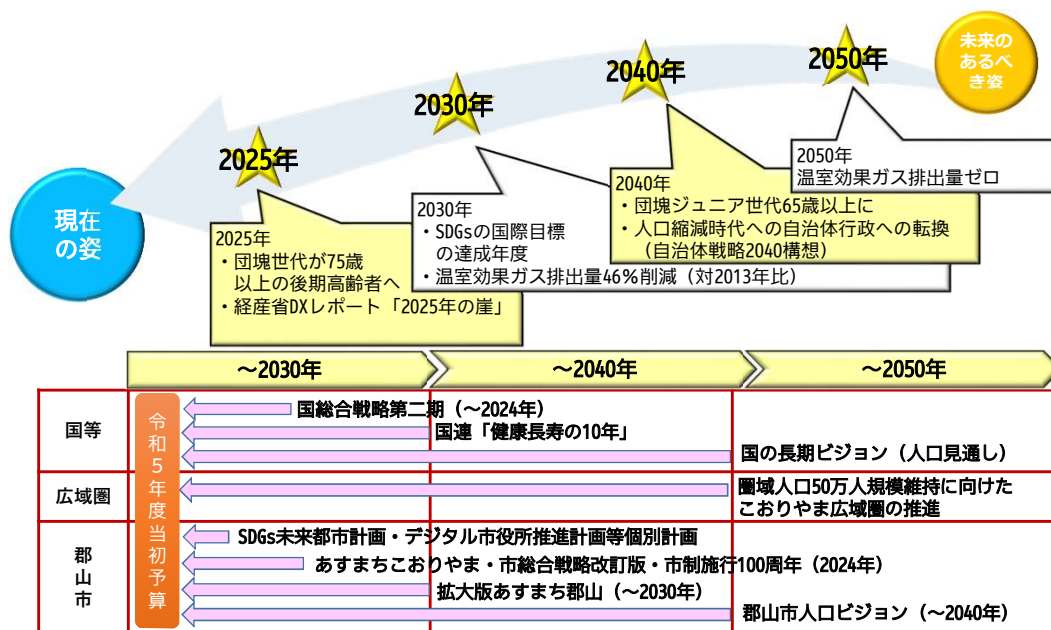 未来の
あるべ
き姿
2050年
2040年
2030年
2025年
現在
の姿
2050年
温室効果ガス排出量ゼロ
2040年
・団塊ジュニア世代65歳以上に
・人口縮減時代への自治体行政への転換
（自治体戦略2040構想）
2030年
・SDGsの国際目標
の達成年度
・温室効果ガス排出量46%削減（対2013年比）
2025年
・団塊世代が75歳
以上の後期高齢者へ
・経産省DXレポート「2025年の崖」
～2030年
～2040年
～2050年
令和5年度当初予算
国等
国総合戦略第二期（～2024年）
国連「健康長寿の10年」
国の長期ビジョン（人口見通し）
広域圏
圏域人口50万人規模維持に向けた
こおりやま広域圏の推進
郡山市
SDGs未来都市計画・デジタル市役所推進計画等個別計画
あすまちこおりやま・市総合戦略改訂版・市制施行100周年（2024年）
拡大版あすまち郡山（～2030年）
郡山市人口ビジョン（～2040年）